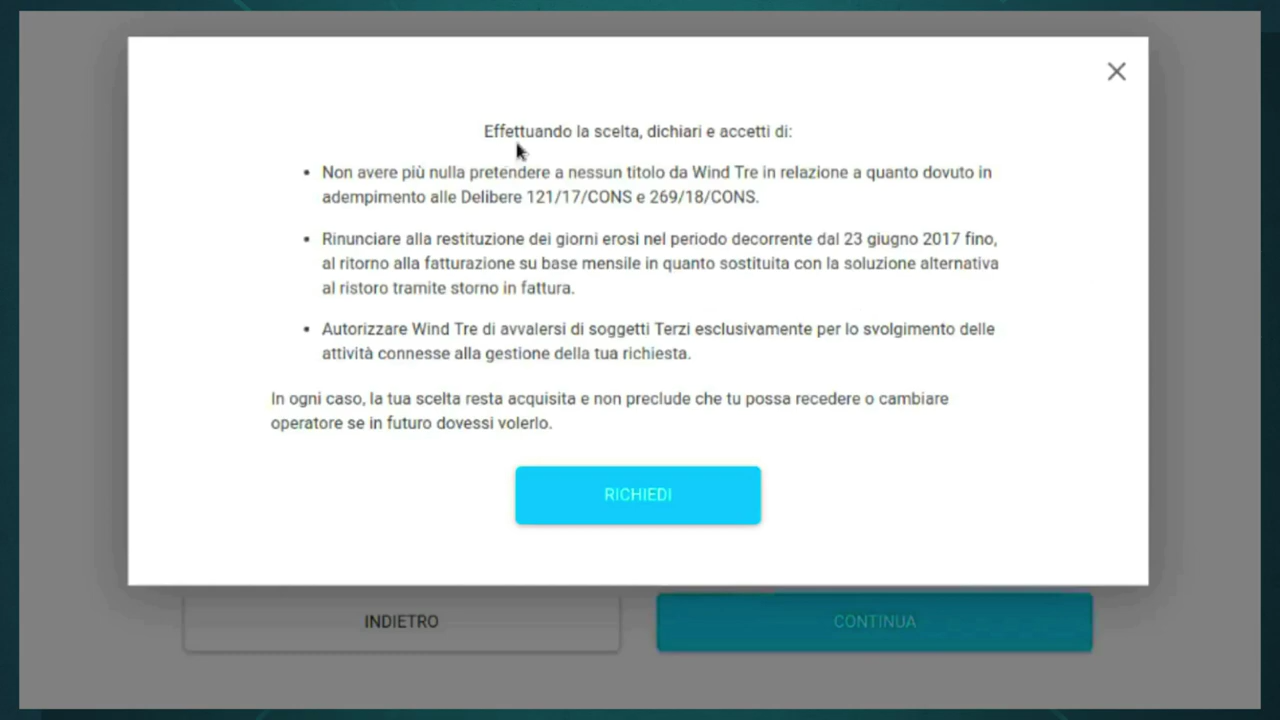 Effettuando la scelta, dichiari e accetti di:
• Non avere più nulla pretendere a nessun titolo da Wind Tre in relazione a quanto dovuto in
adempimento alle Delibere 121/17/CONS e 269/18/CONS.
• Rinunciare alla restituzione dei giorni erosi nel periodo decorrente dal 23 giugno 2017 fino,
al ritorno alla fatturazione su base mensile in quanto sostituita con la soluzione alternativa
al ristoro tramite storno in fattura.
• Autorizzare Wind Tre di avvalersi di soggetti Terzi esclusivamente per lo svolgimento delle
attività connesse alla gestione della tua richiesta.
In ogni caso, la tua scelta resta acquisita e non preclude che tu possa recedere o cambiare
operatore se in futuro dovessi volerlo.
RICHIEDI
INDIETRO
CONTINUA